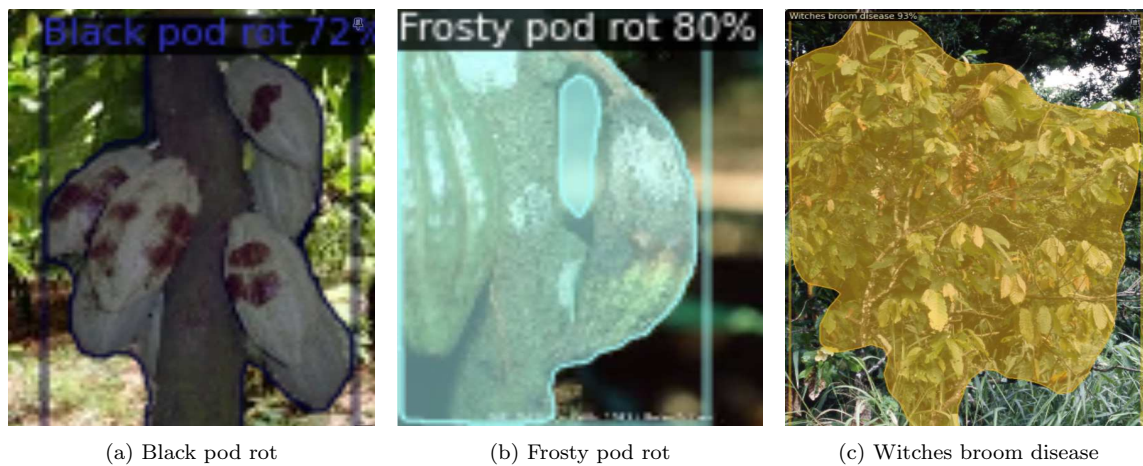 Black pod rot 72%
Frosty pod rot 80%
Witches broom disease 93%
(a) Black pod rot
(b) Frosty pod rot
(c) Witches broom disease